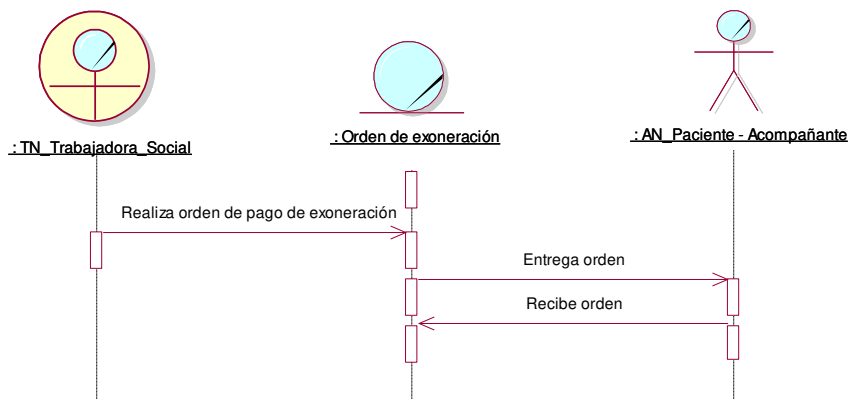 : TN_Trabajadora_Social
: Orden de exoneración
: AN_Paciente - Acompañante
Realiza orden de pago de exoneración
Entrega orden
Recibe orden